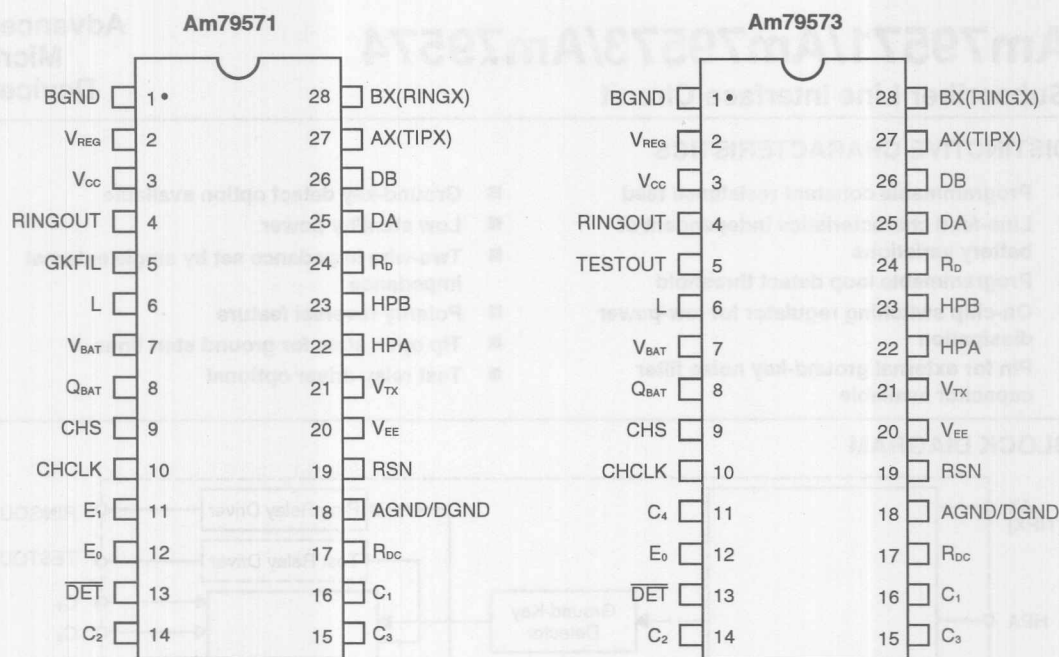 Am79571
BGND 1 28 BX(RINGX)
VREG 2 27 AX(TIPX)
VCC 3 26 DB
RINGOUT 4 25 DA
GKFIL 5 24 RD
L 6 23 HPB
VBAT 7 22 HPA
QBAT 8 21 VTX
CHS 9 20 VEE
CHCLK 10 19 RSN
E1 11 18 AGND/DGND
E0 12 17 RDC
DET 13 16 C1
C2 14 15 C3
Am79573
BGND 1 28 BX(RINGX)
VREG 2 27 AX(TIPX)
VCC 3 26 DB
RINGOUT 4 25 DA
TESTOUT 5 24 RD
L 6 23 HPB
VBAT 7 22 HPA
QBAT 8 21 VTX
CHS 9 20 VEE
CHCLK 10 19 RSN
C4 11 18 AGND/DGND
E0 12 17 RDC
DET 13 16 C1
C2 14 15 C3